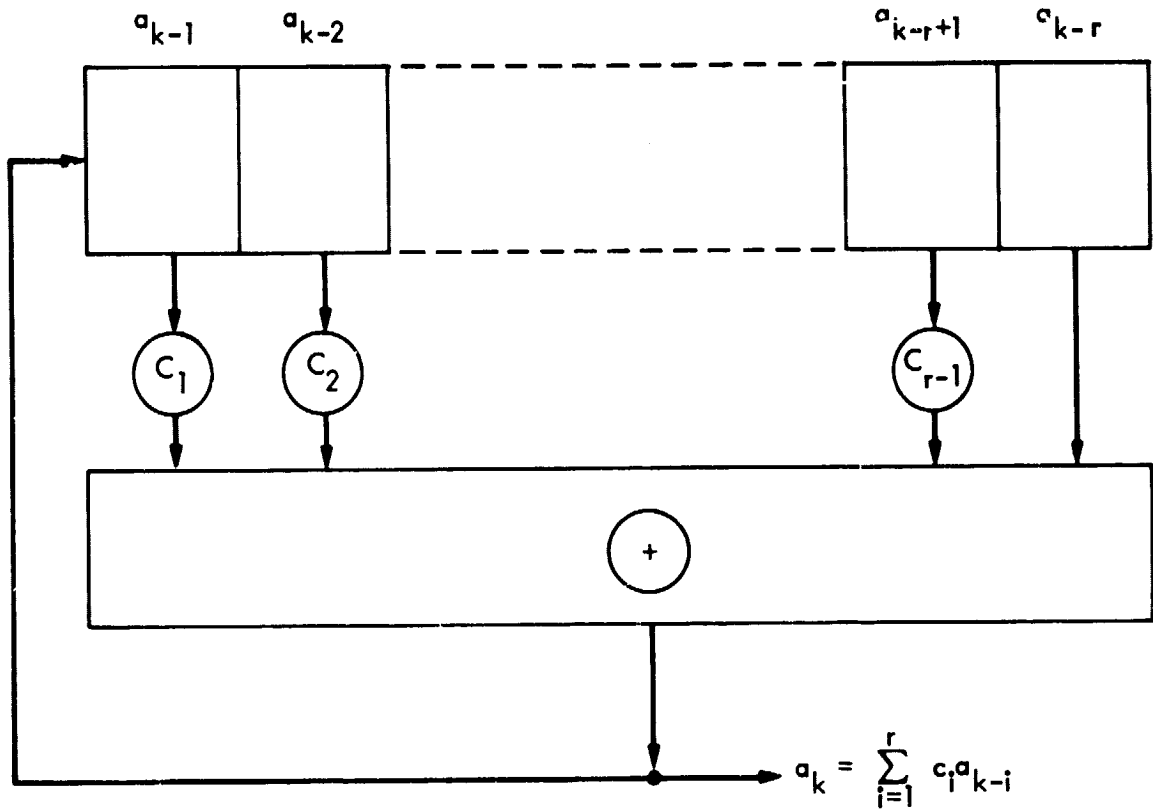 a_{k-1} a_{k-2} a_{k-r+1} a_{k-r}
C_1 C_2 C_{r-1}
+
a_k = \sum_{i=1}^{r} c_i a_{k-i}